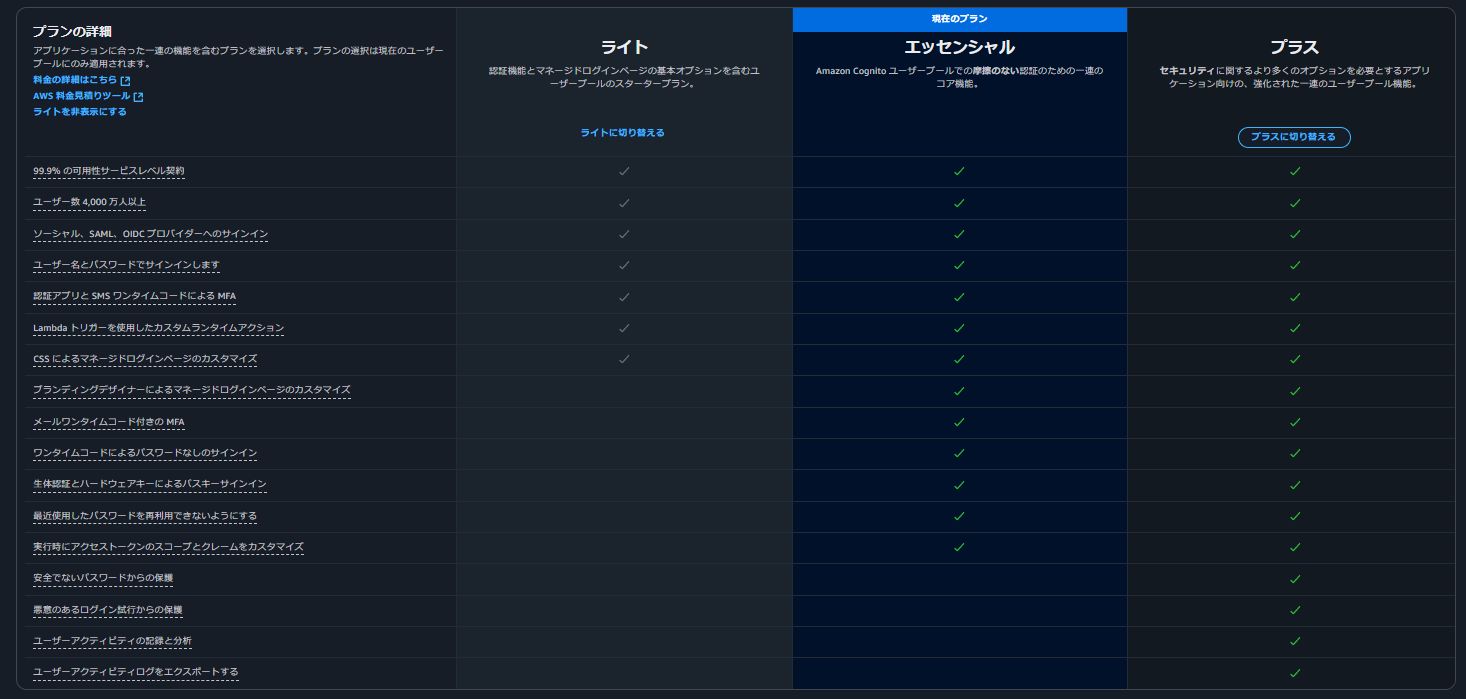 プランの詳細
アプリケーションに合った一連の機能を含むプランを選択します。プランの選択は現在のユーザー
プールにのみ適用されます。
料金の詳細はこちら
AWS 料金見積りツール
ライトを非表示にする
ライト
認証機能とマネージドログインページの基本オプションを含むユ
ーザープールのスタータープラン。
ライトに切り替える
現在のプラン
エッセンシャル
Amazon Cognito ユーザープールでの摩擦のない認証のための一連の
コア機能。
プラス
セキュリティに関するより多くのオプションを必要とするアプリ
ケーション向けの、強化された一連のユーザープール機能。
プラスに切り替える
99.9% の可用性サービスレベル契約
ユーザー数 4,000 万人以上
ソーシャル、SAML、OIDC プロバイダーへのサインイン
ユーザー名とパスワードでサインインします
認証アプリと SMS ワンタイムコードによる MFA
Lambda トリガーを使用したカスタムランタイムアクション
CSS によるマネージドログインページのカスタマイズ
ブランディングデザイナーによるマネージドログインページのカスタマイズ
メールワンタイムコード付きの MFA
ワンタイムコードによるパスワードなしのサインイン
生体認証とハードウェアキーによるパスキーサインイン
最近使用したパスワードを再利用できないようにする
実行時にアクセストークンのスコープとクレームをカスタマイズ
安全でないパスワードからの保護
悪意のあるログイン試行からの保護
ユーザーアクティビティの記録と分析
ユーザーアクティビティログをエクスポートする